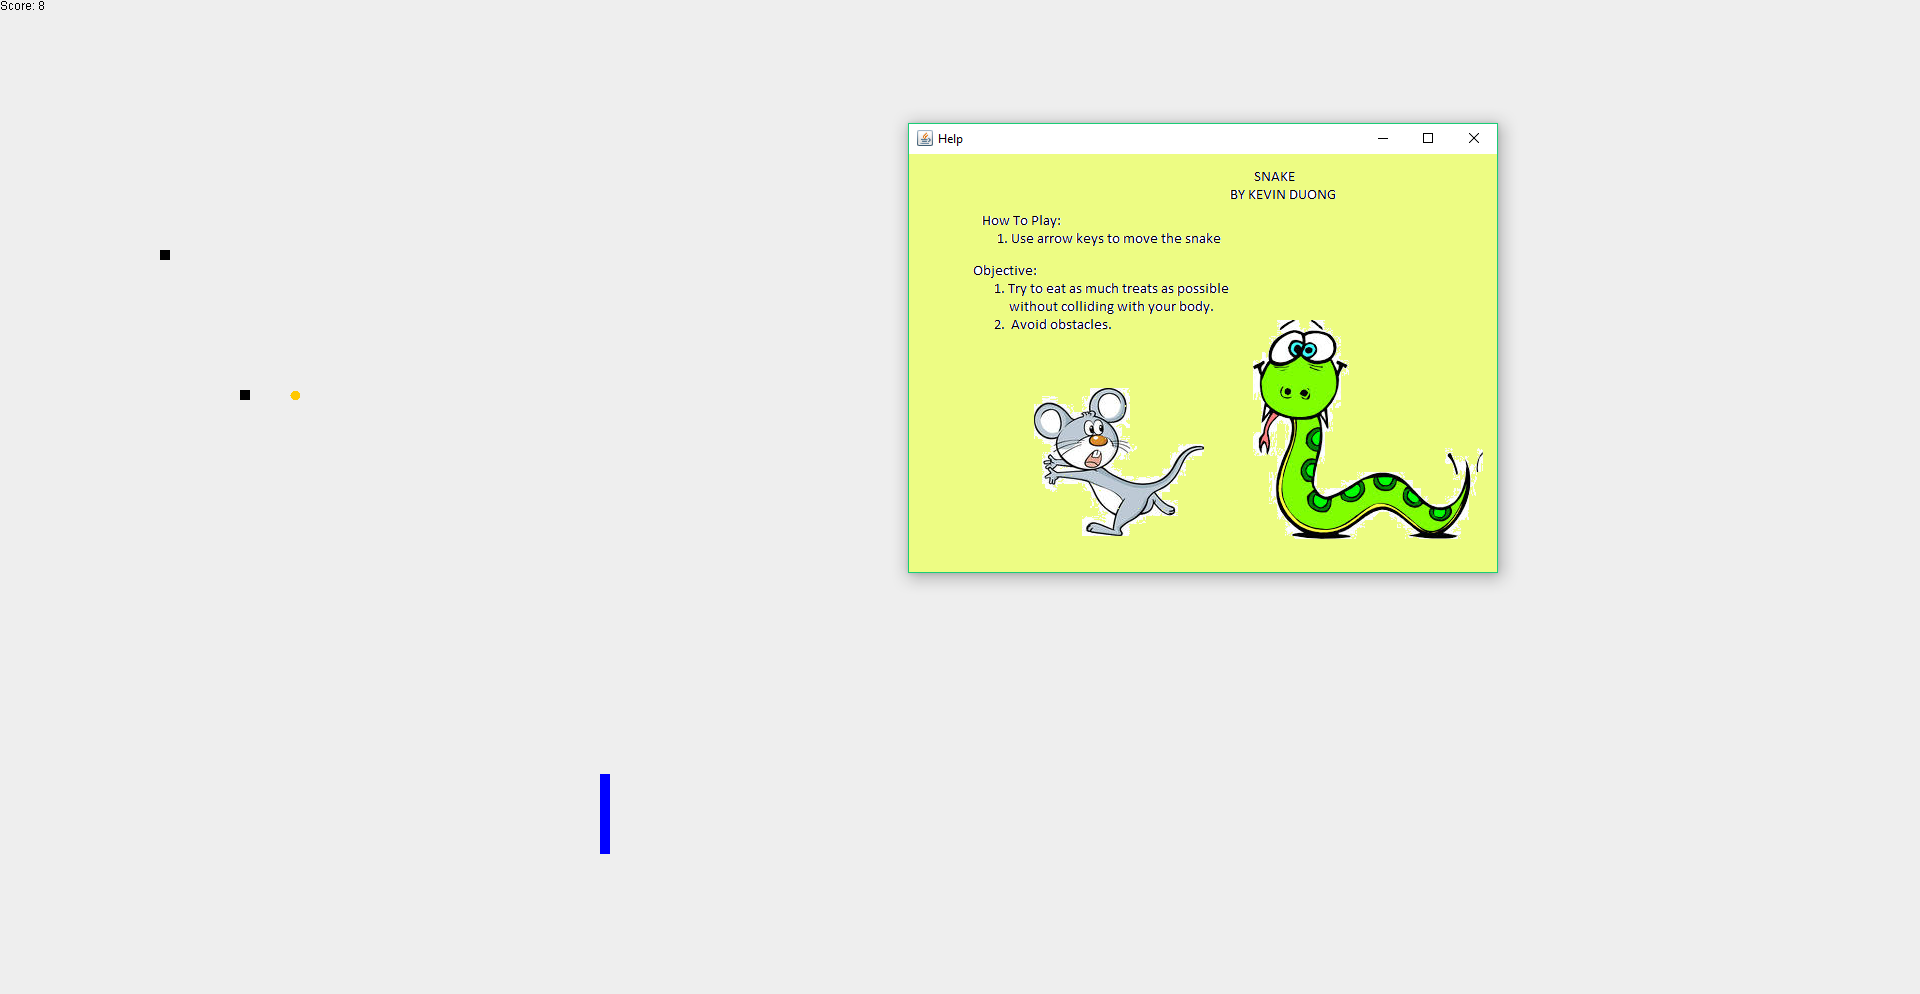 Score: 8
Help
SNAKE
BY KEVIN DUONG
How To Play:
1. Use arrow keys to move the snake
Objective:
1. Try to eat as much treats as possible
without colliding with your body.
2. Avoid obstacles.